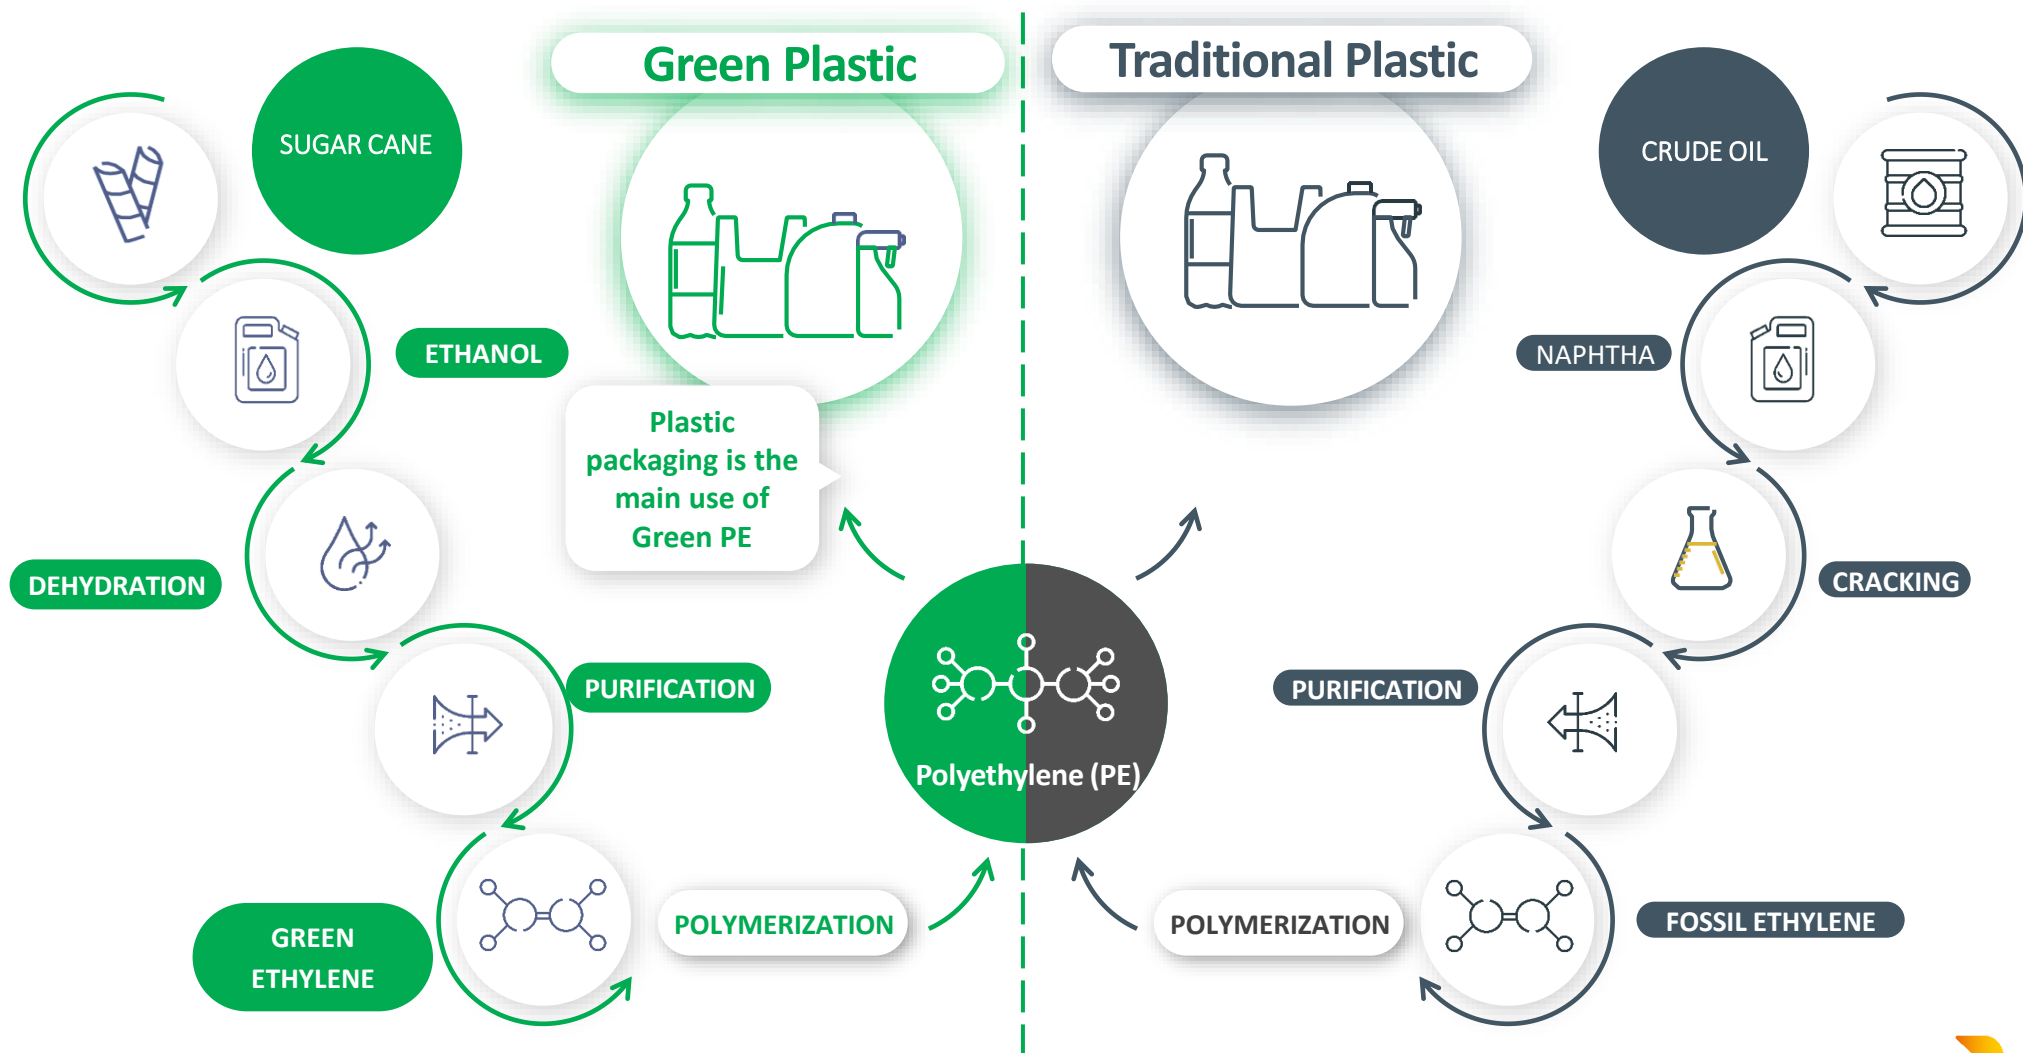 Green Plastic
SUGAR CANE
ETHANOL
Plastic
packaging is the
main use of
Green PE
DEHYDRATION
PURIFICATION
GREEN
ETHYLENE
POLYMERIZATION
Polyethylene (PE)
Traditional Plastic
CRUDE OIL
NAPHTHA
CRACKING
PURIFICATION
FOSSIL ETHYLENE
POLYMERIZATION